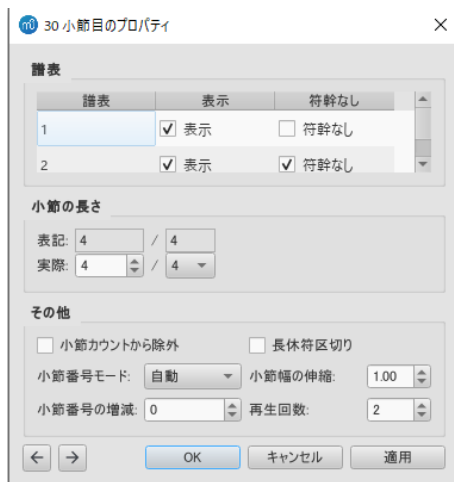 30 小節目のプロパティ
譜表
譜表 表示 符幹なし
1 表示 符幹なし
2 表示 符幹なし
小節の長さ
表記: 4 / 4
実際: 4 / 4
その他
小節カウントから除外 長休符区切り
小節番号モード: 自動 小節幅の伸縮: 1.00
小節番号の増減: 0 再生回数: 2
← → OK キャンセル 適用